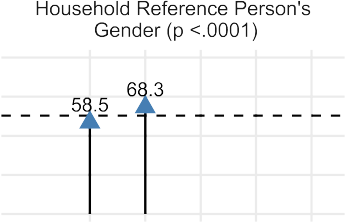 Household Reference Person's
Gender (p <.0001)
68.3
58.5